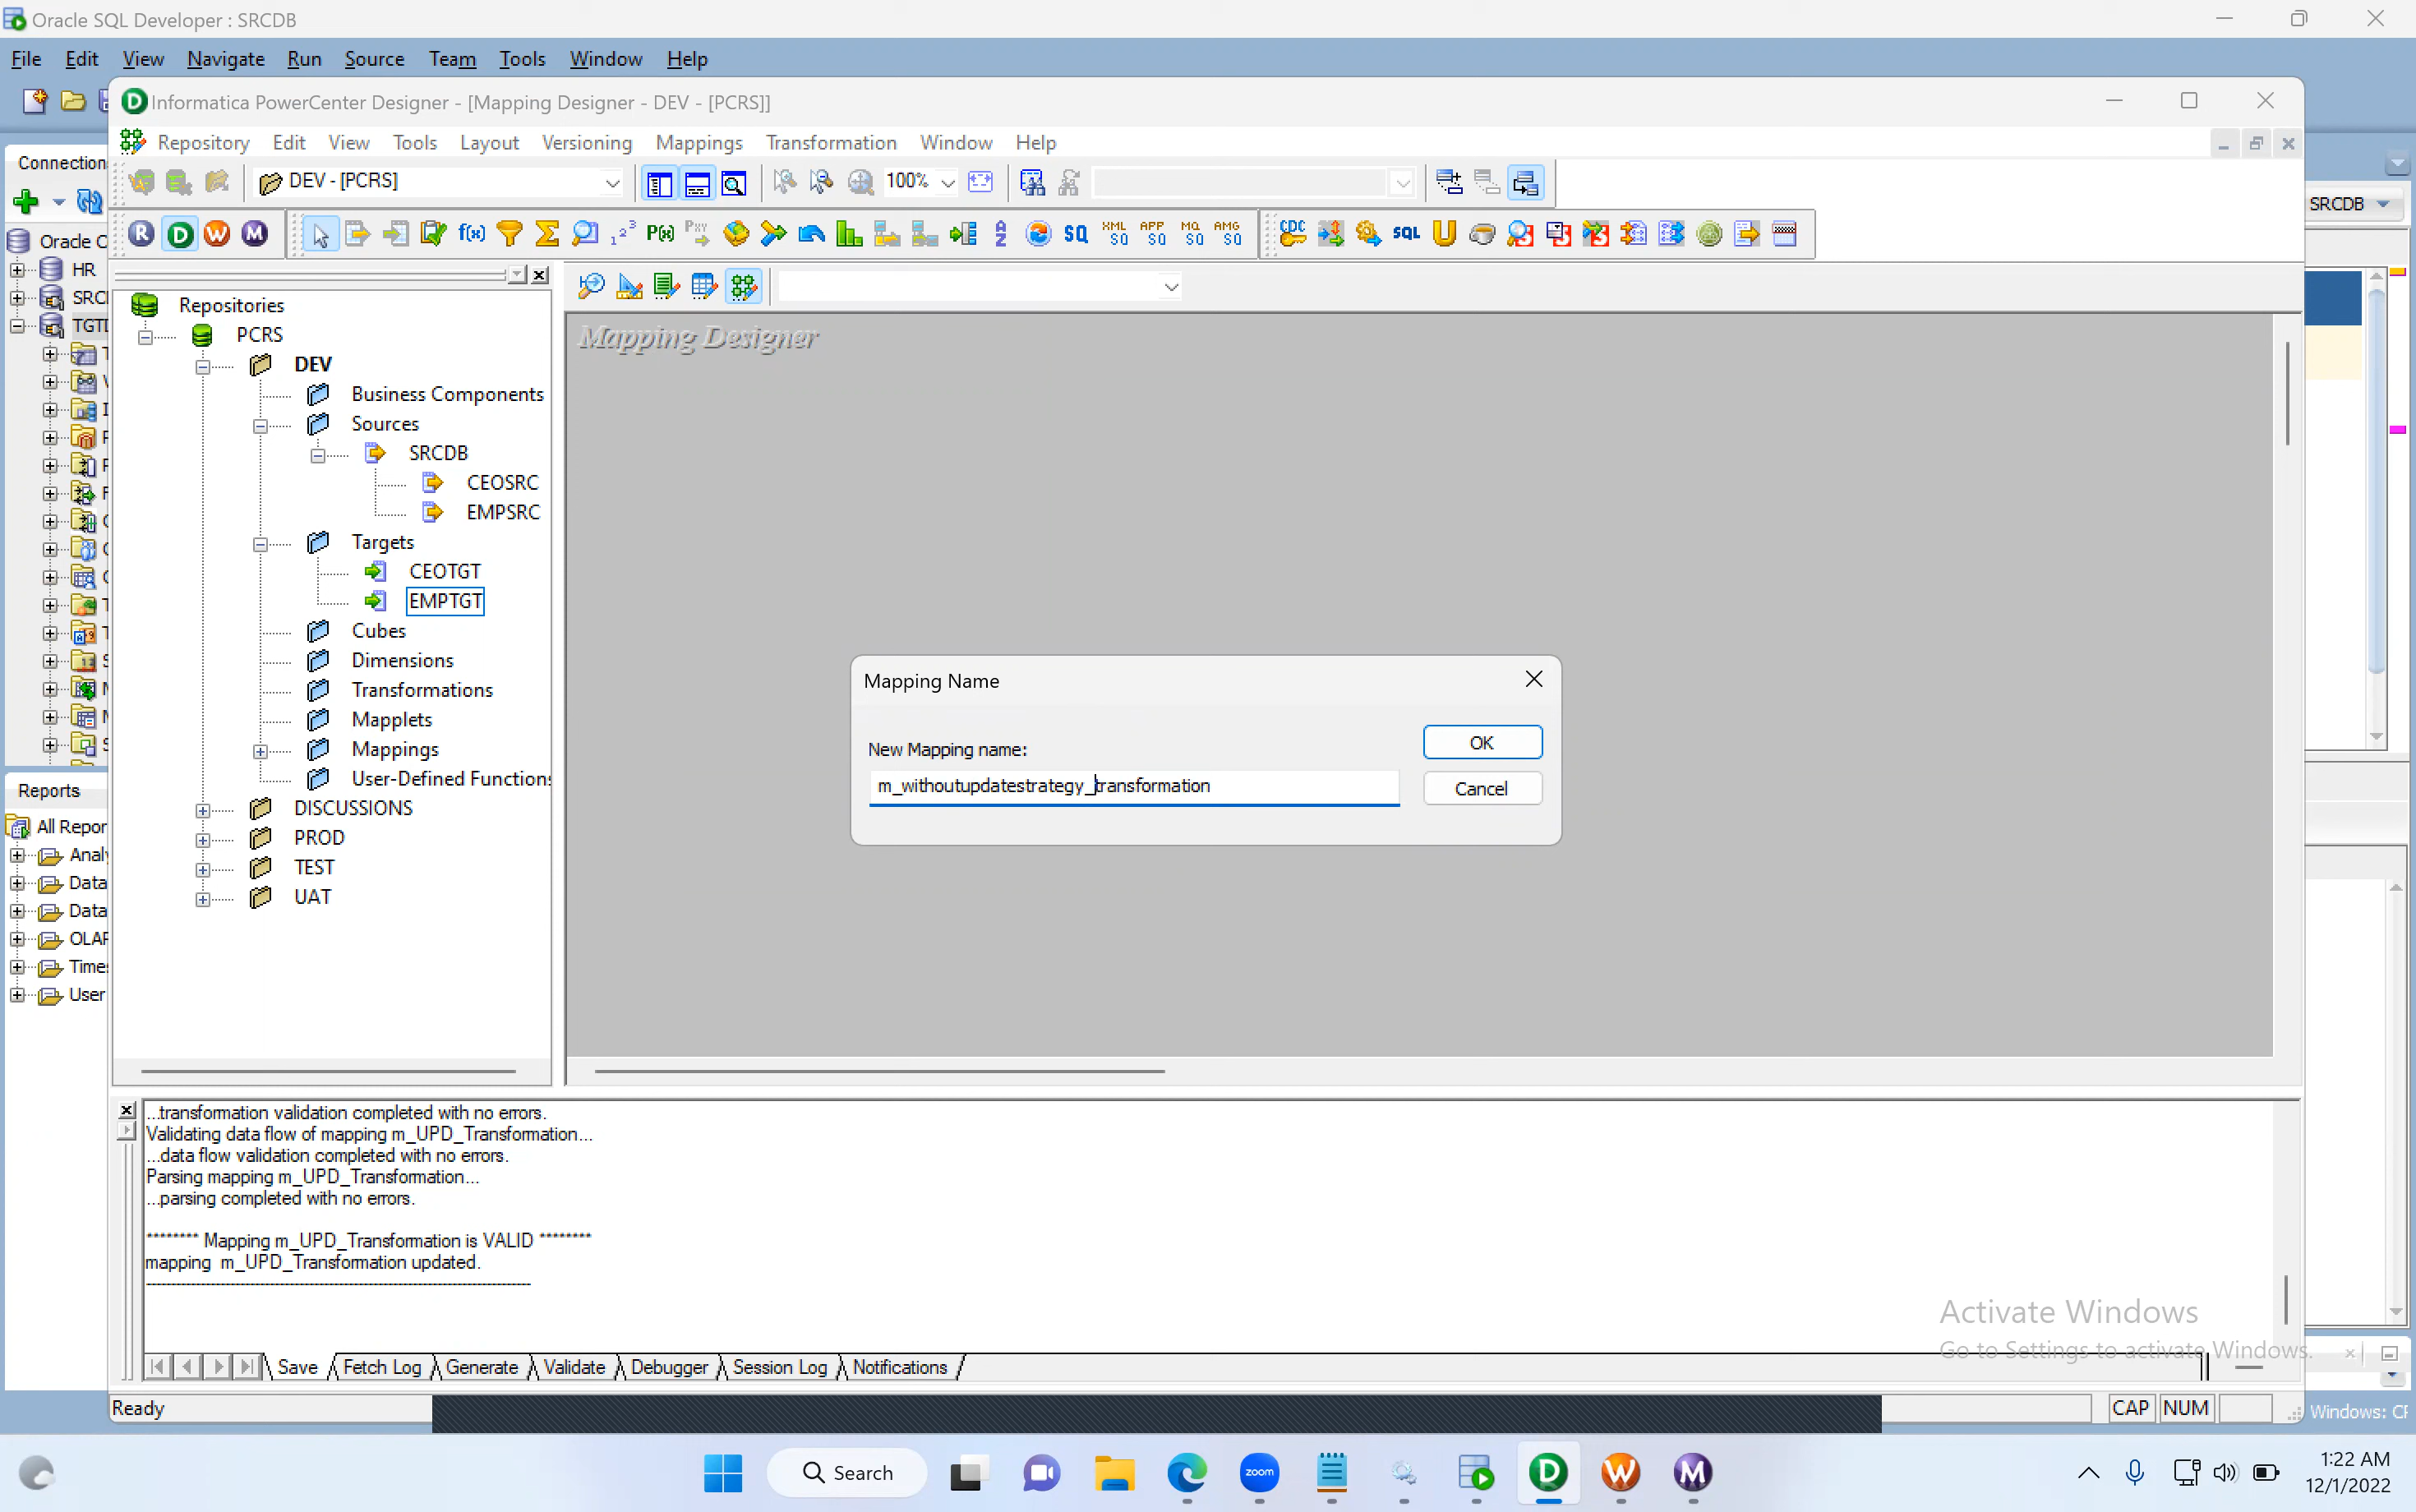 Oracle SQL Developer : SRCDB
File Edit View Navigate Run Source Team Tools Window Help
Informatica PowerCenter Designer - [Mapping Designer - DEV - [PCRS]]
Repository Edit View Tools Layout Versioning Mappings Transformation Window Help
Connection
DEV - [PCRS]
100%
SRCDB
Oracle C
HR
SRC
TGT
Repositories
PCRS
DEV
Business Components
Sources
SRCDB
CEOSRC
EMPSRC
Targets
CEOTGT
EMPTGT
Cubes
Dimensions
Transformations
Mapplets
Mappings
User-Defined Functions
DISCUSSIONS
PROD
TEST
UAT
Mapping Designer
Mapping Name
New Mapping name:
m_withoutupdatestrategy_transformation
OK
Cancel
Reports
All Repor
Analy
Data
Data
OLAP
Times
User
...transformation validation completed with no errors.
Validating data flow of mapping m_UPD_Transformation...
...data flow validation completed with no errors.
Parsing mapping m_UPD_Transformation...
...parsing completed with no errors.
******** Mapping m_UPD_Transformation is VALID ********
mapping m_UPD_Transformation updated.
Save Fetch Log Generate Validate Debugger Session Log Notifications
Activate Windows
Go to Settings to activate Windows.
Ready
CAP NUM
Windows: CR
Search
zoom
1:22 AM
12/1/2022